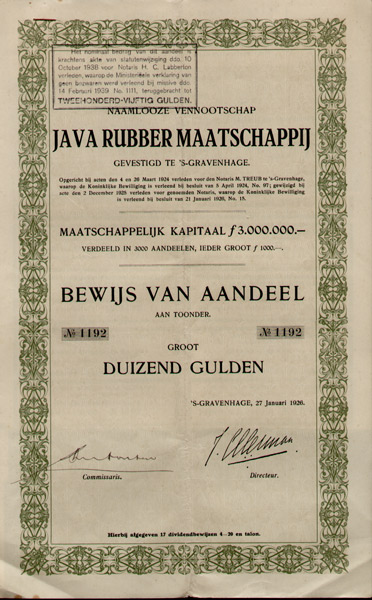 Het nominaal bedrag van dit aandeel is
krachtens akte van statutenwijziging ddo. 10
October 1938 voor Notaris H. C. Labberton
verleden, waarop de Ministerieele verklaring van
geen bezwaren werd verleend bij missive ddo.
14 Februari 1939 No. 1111, teruggebracht tot
TWEEHONDERD-VIJFTIG GULDEN.
NAAMLOOZE VENNOOTSCHAP
JAVA RUBBER MAATSCHAPPIJ
GEVESTIGD TE 'S-GRAVENHAGE.
Opgericht bij acten den 4 en 26 Maart 1924 verleden voor den Notaris M. TREUB te 's-Gravenhage,
waarop de Koninklijke Bewilliging is verleend bij besluit van 5 April 1924, No. 97; gewijzigd bij
acte den 2 December 1925 verleden voor genoemden Notaris, waarop de Koninklijke Bewilliging
is verleend bij besluit van 21 Januari 1926, No. 15.
MAATSCHAPPELIJK KAPITAAL ƒ 3.000.000.—
VERDEELD IN 3000 AANDEELEN, IEDER GROOT ƒ 1000.—.
BEWIJS VAN AANDEEL
AAN TOONDER.
№ 1192 № 1192
GROOT
DUIZEND GULDEN
'S-GRAVENHAGE, 27 Januari 1926.
Commissaris. Directeur.
Hierbij afgegeven 17 dividendbewijzen 4–20 en talon.